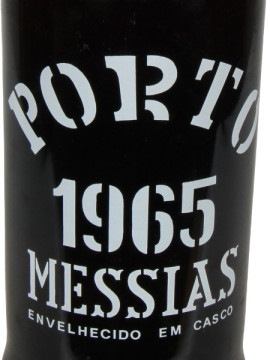 PORTO
1965
MESSIAS
ENVELHECIDO EM CASCO